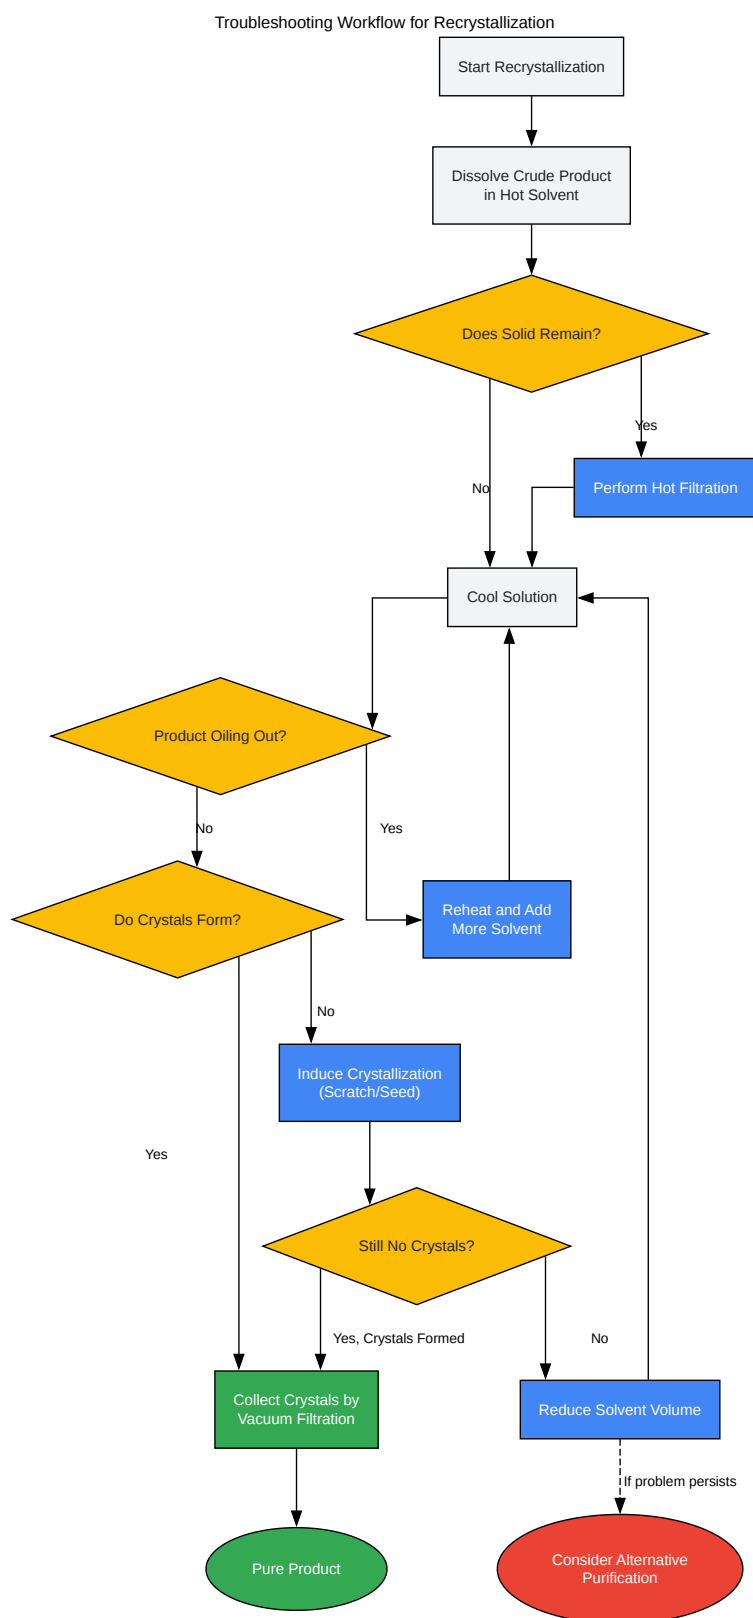 Troubleshooting Workflow for Recrystallization
Start Recrystallization
Dissolve Crude Product
in Hot Solvent
Does Solid Remain?
Yes
No
Perform Hot Filtration
Cool Solution
Product Oiling Out?
No
Yes
Do Crystals Form?
Reheat and Add
More Solvent
No
Induce Crystallization
(Scratch/Seed)
Yes
Still No Crystals?
Yes, Crystals Formed
No
Collect Crystals by
Vacuum Filtration
Reduce Solvent Volume
If problem persists
Pure Product
Consider Alternative
Purification